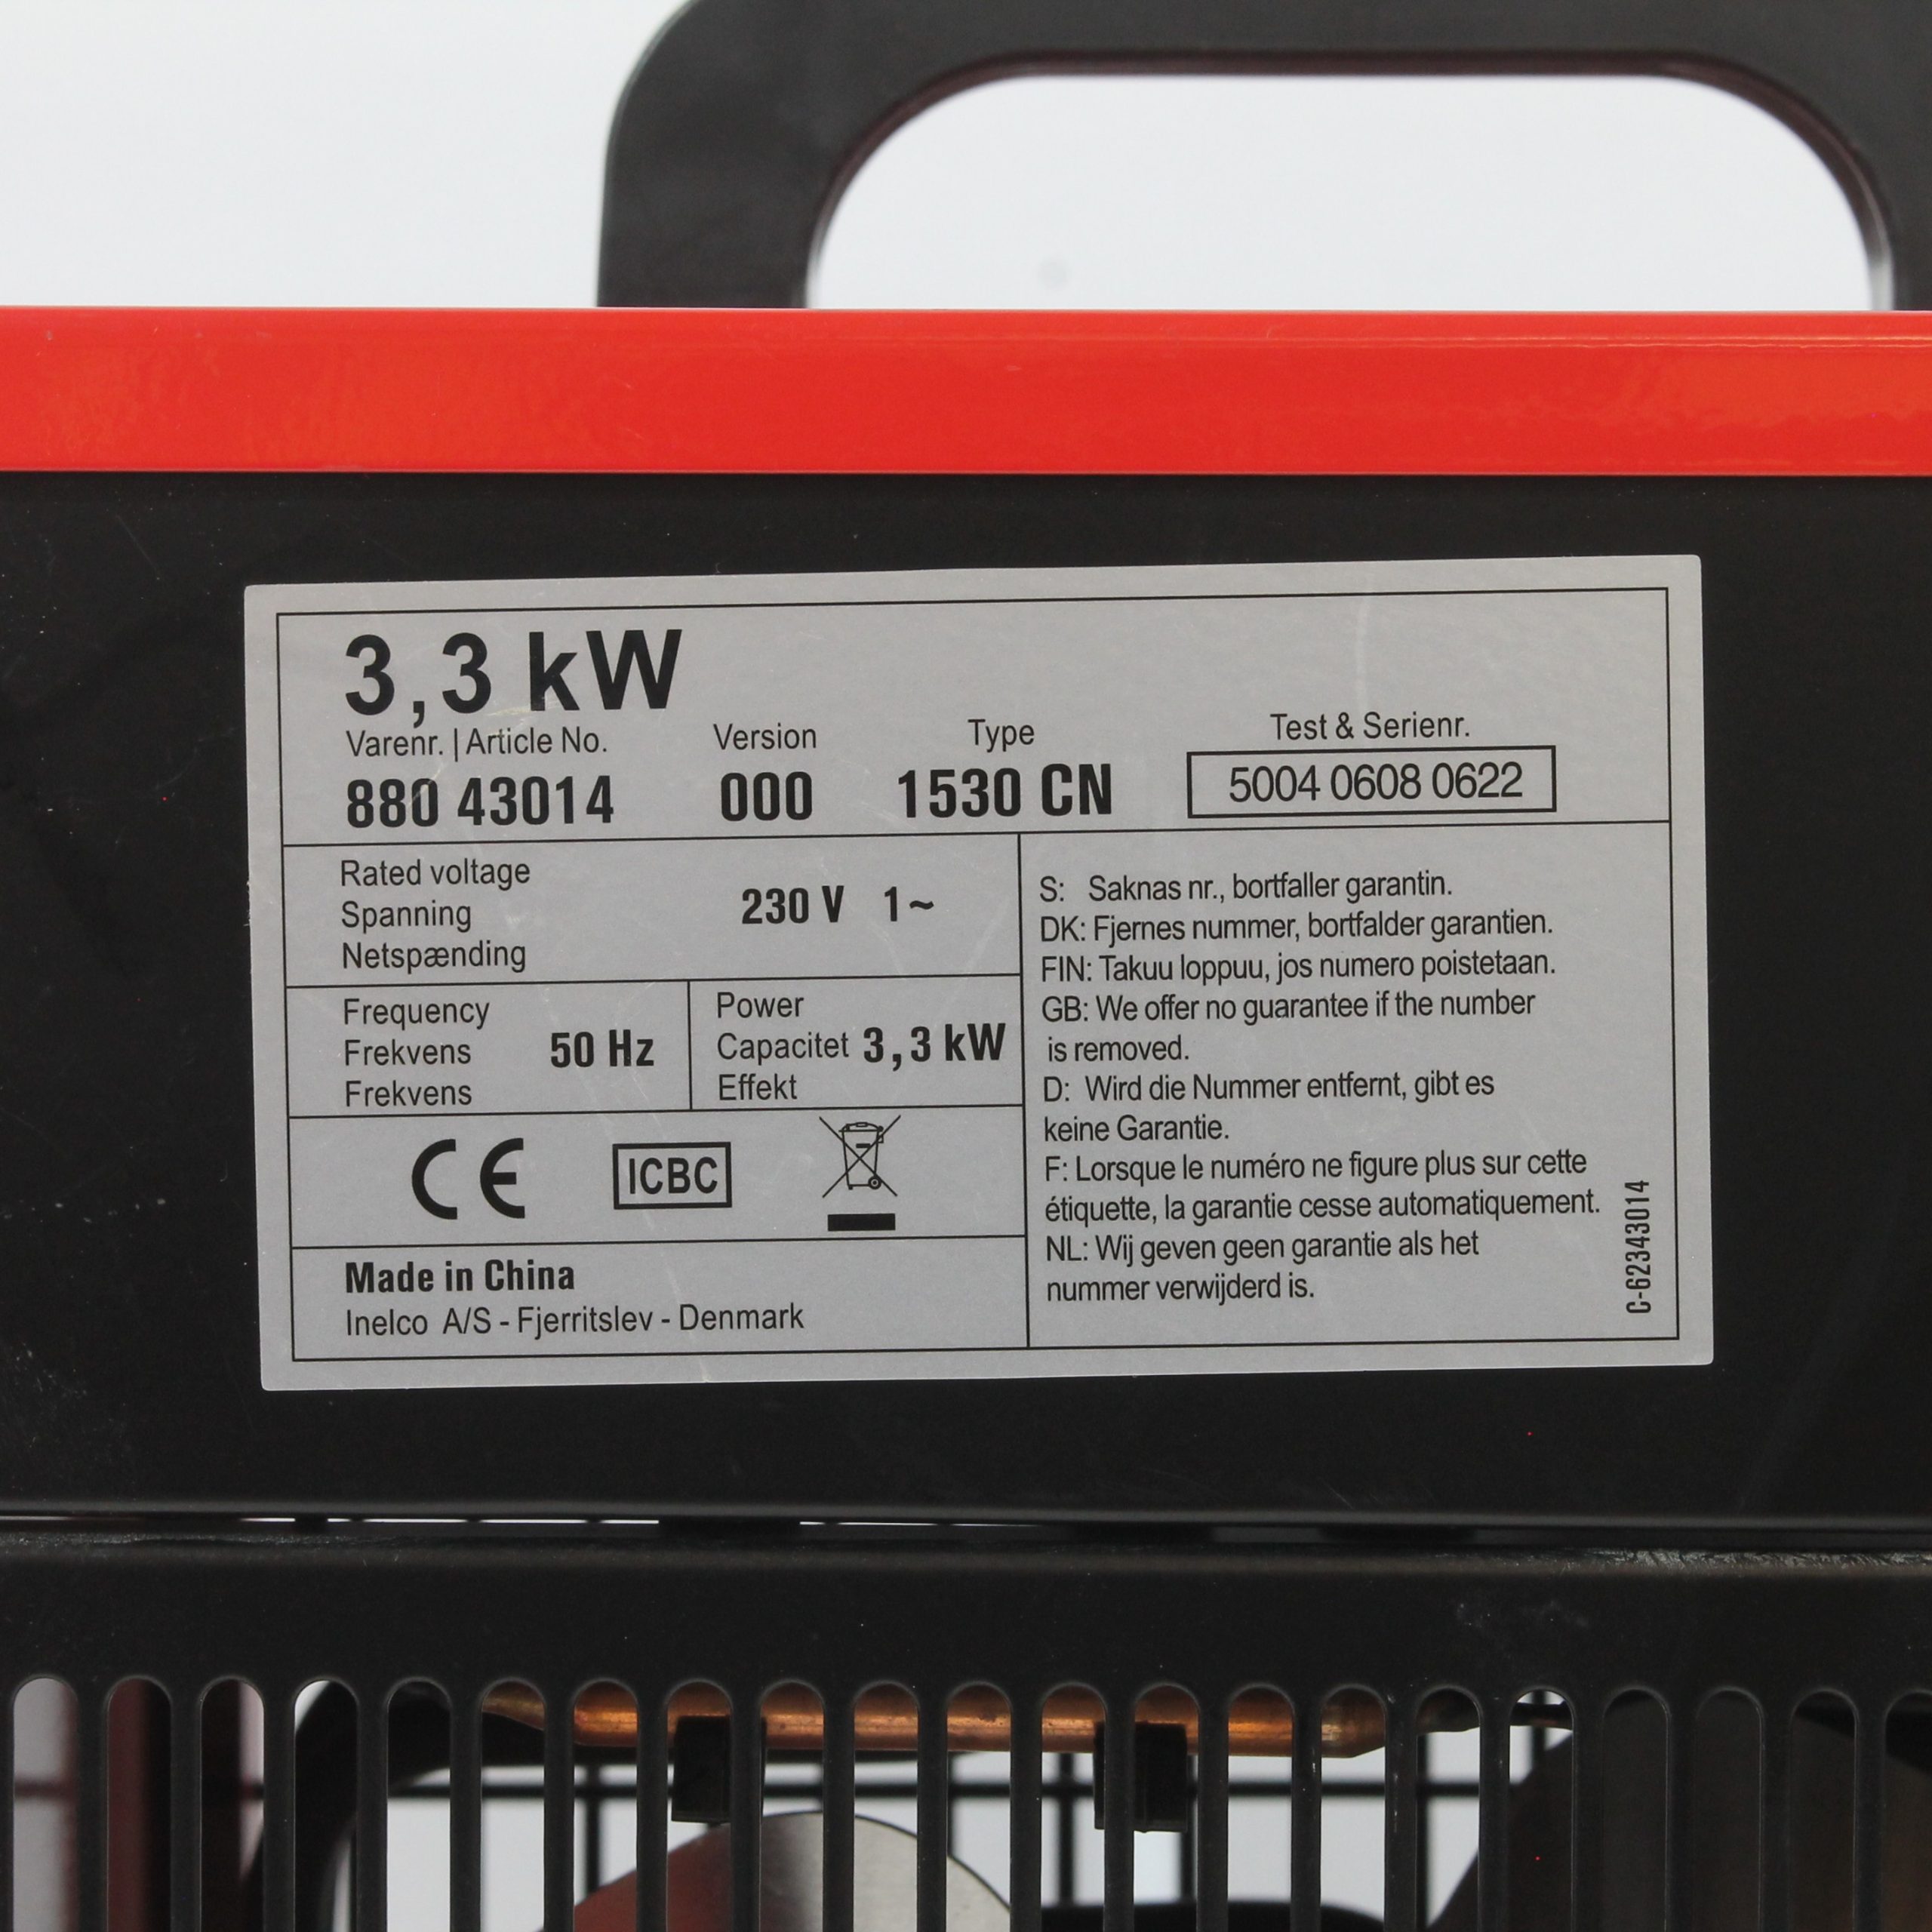 3,3 kW
Varenr. | Article No. Version Type Test & Serienr.
880 43014 000 1530 CN 5004 0608 0622
Rated voltage
Spanning 230 V 1~
Netspænding
Frequency
Frekvens 50 Hz
Frekvens
Power
Capacitet 3,3 kW
Effekt
CE ICBC
Made in China
Inelco A/S - Fjerritslev - Denmark
S: Saknas nr., bortfaller garantin.
DK: Fjernes nummer, bortfalder garantien.
FIN: Takuu loppuu, jos numero poistetaan.
GB: We offer no guarantee if the number
is removed.
D: Wird die Nummer entfernt, gibt es
keine Garantie.
F: Lorsque le numéro ne figure plus sur cette
étiquette, la garantie cesse automatiquement.
NL: Wij geven geen garantie als het
nummer verwijderd is.
C-62343014